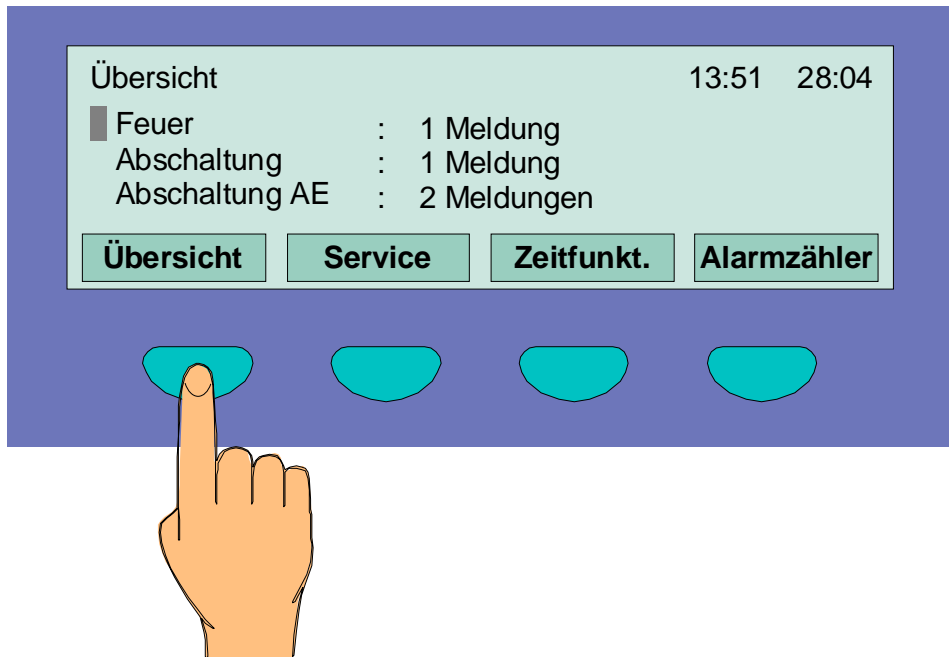 Übersicht 13:51 28:04
Feuer : 1 Meldung
Abschaltung : 1 Meldung
Abschaltung AE : 2 Meldungen
Übersicht Service Zeitfunkt. Alarmzähler